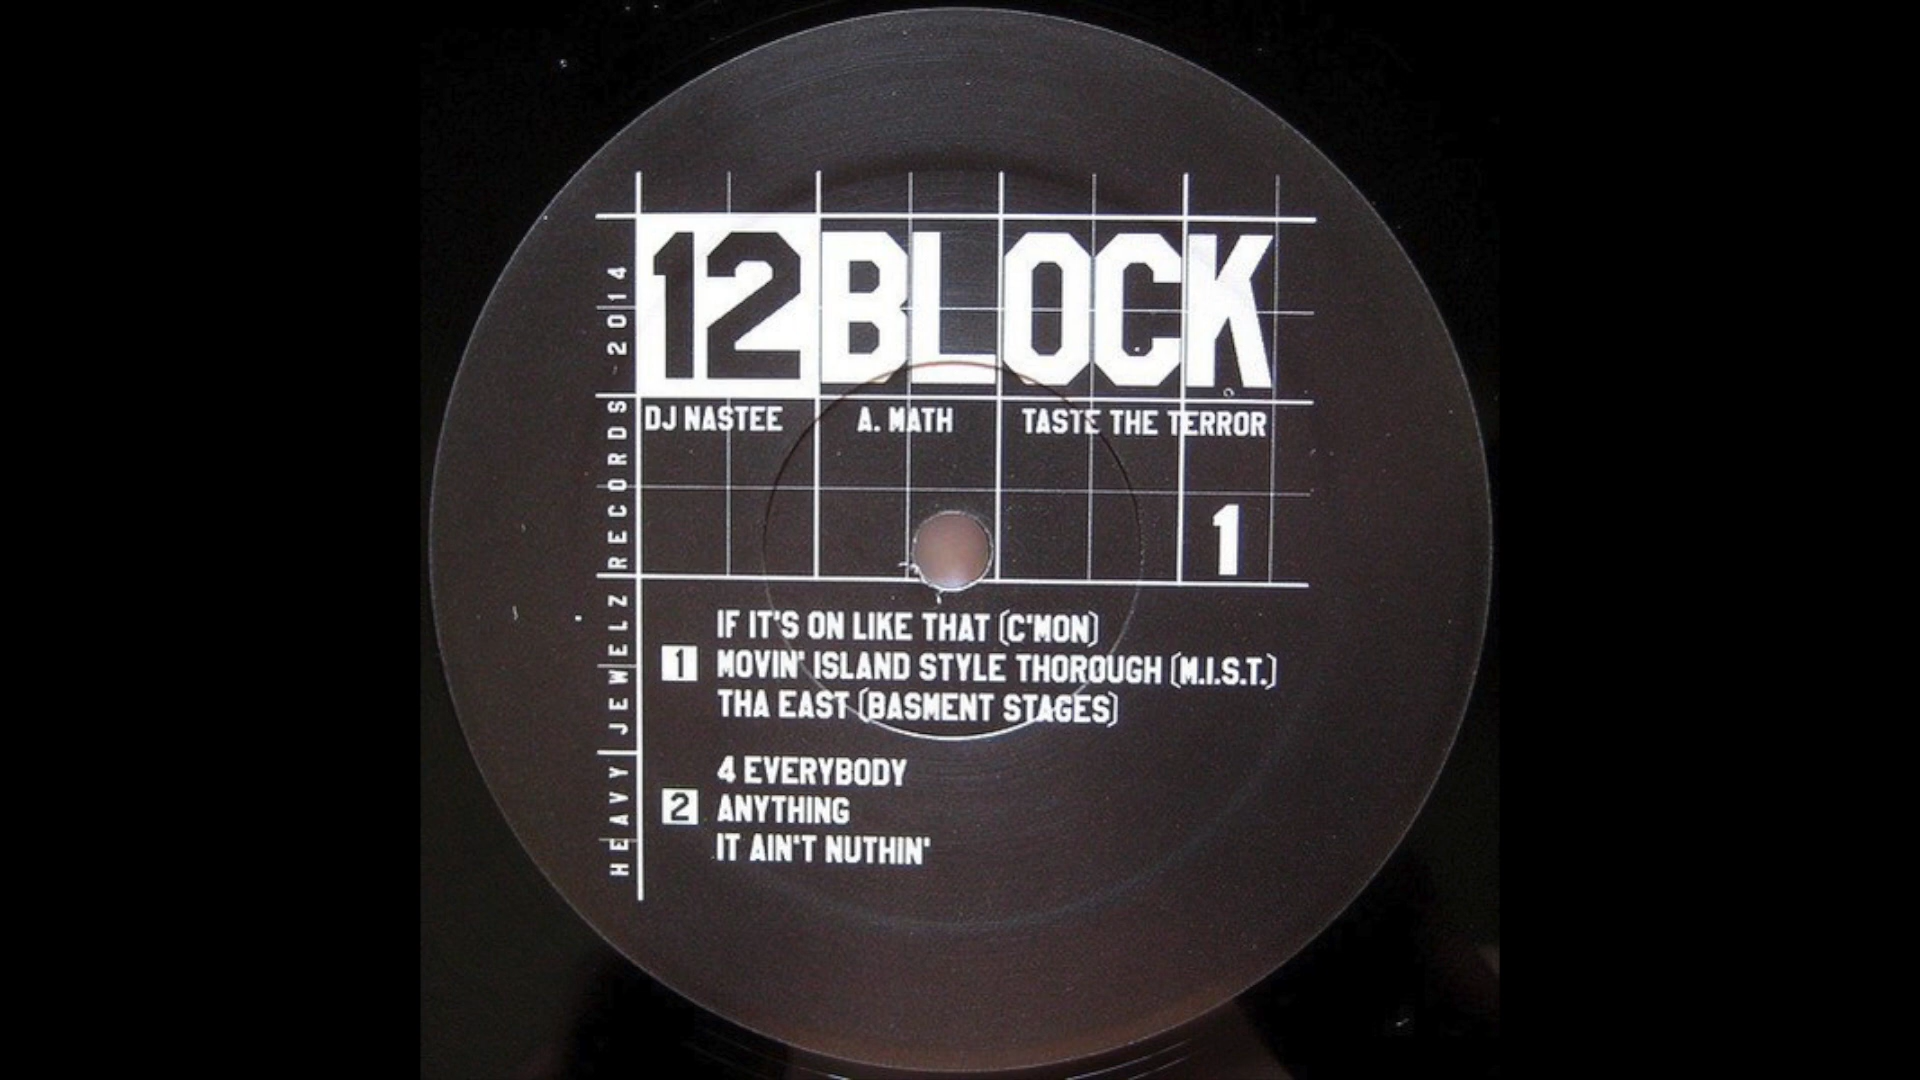 12BLOCK
DJ NASTEE A. MATH TASTE THE TERROR
1
IF IT'S ON LIKE THAT (C'MON)
1 MOVIN' ISLAND STYLE THOROUGH (M.I.S.T.)
THA EAST (BASMENT STAGES)
4 EVERYBODY
2 ANYTHING
IT AIN'T NUTHIN'
HEAVY JEWELZ RECORDS - 2014